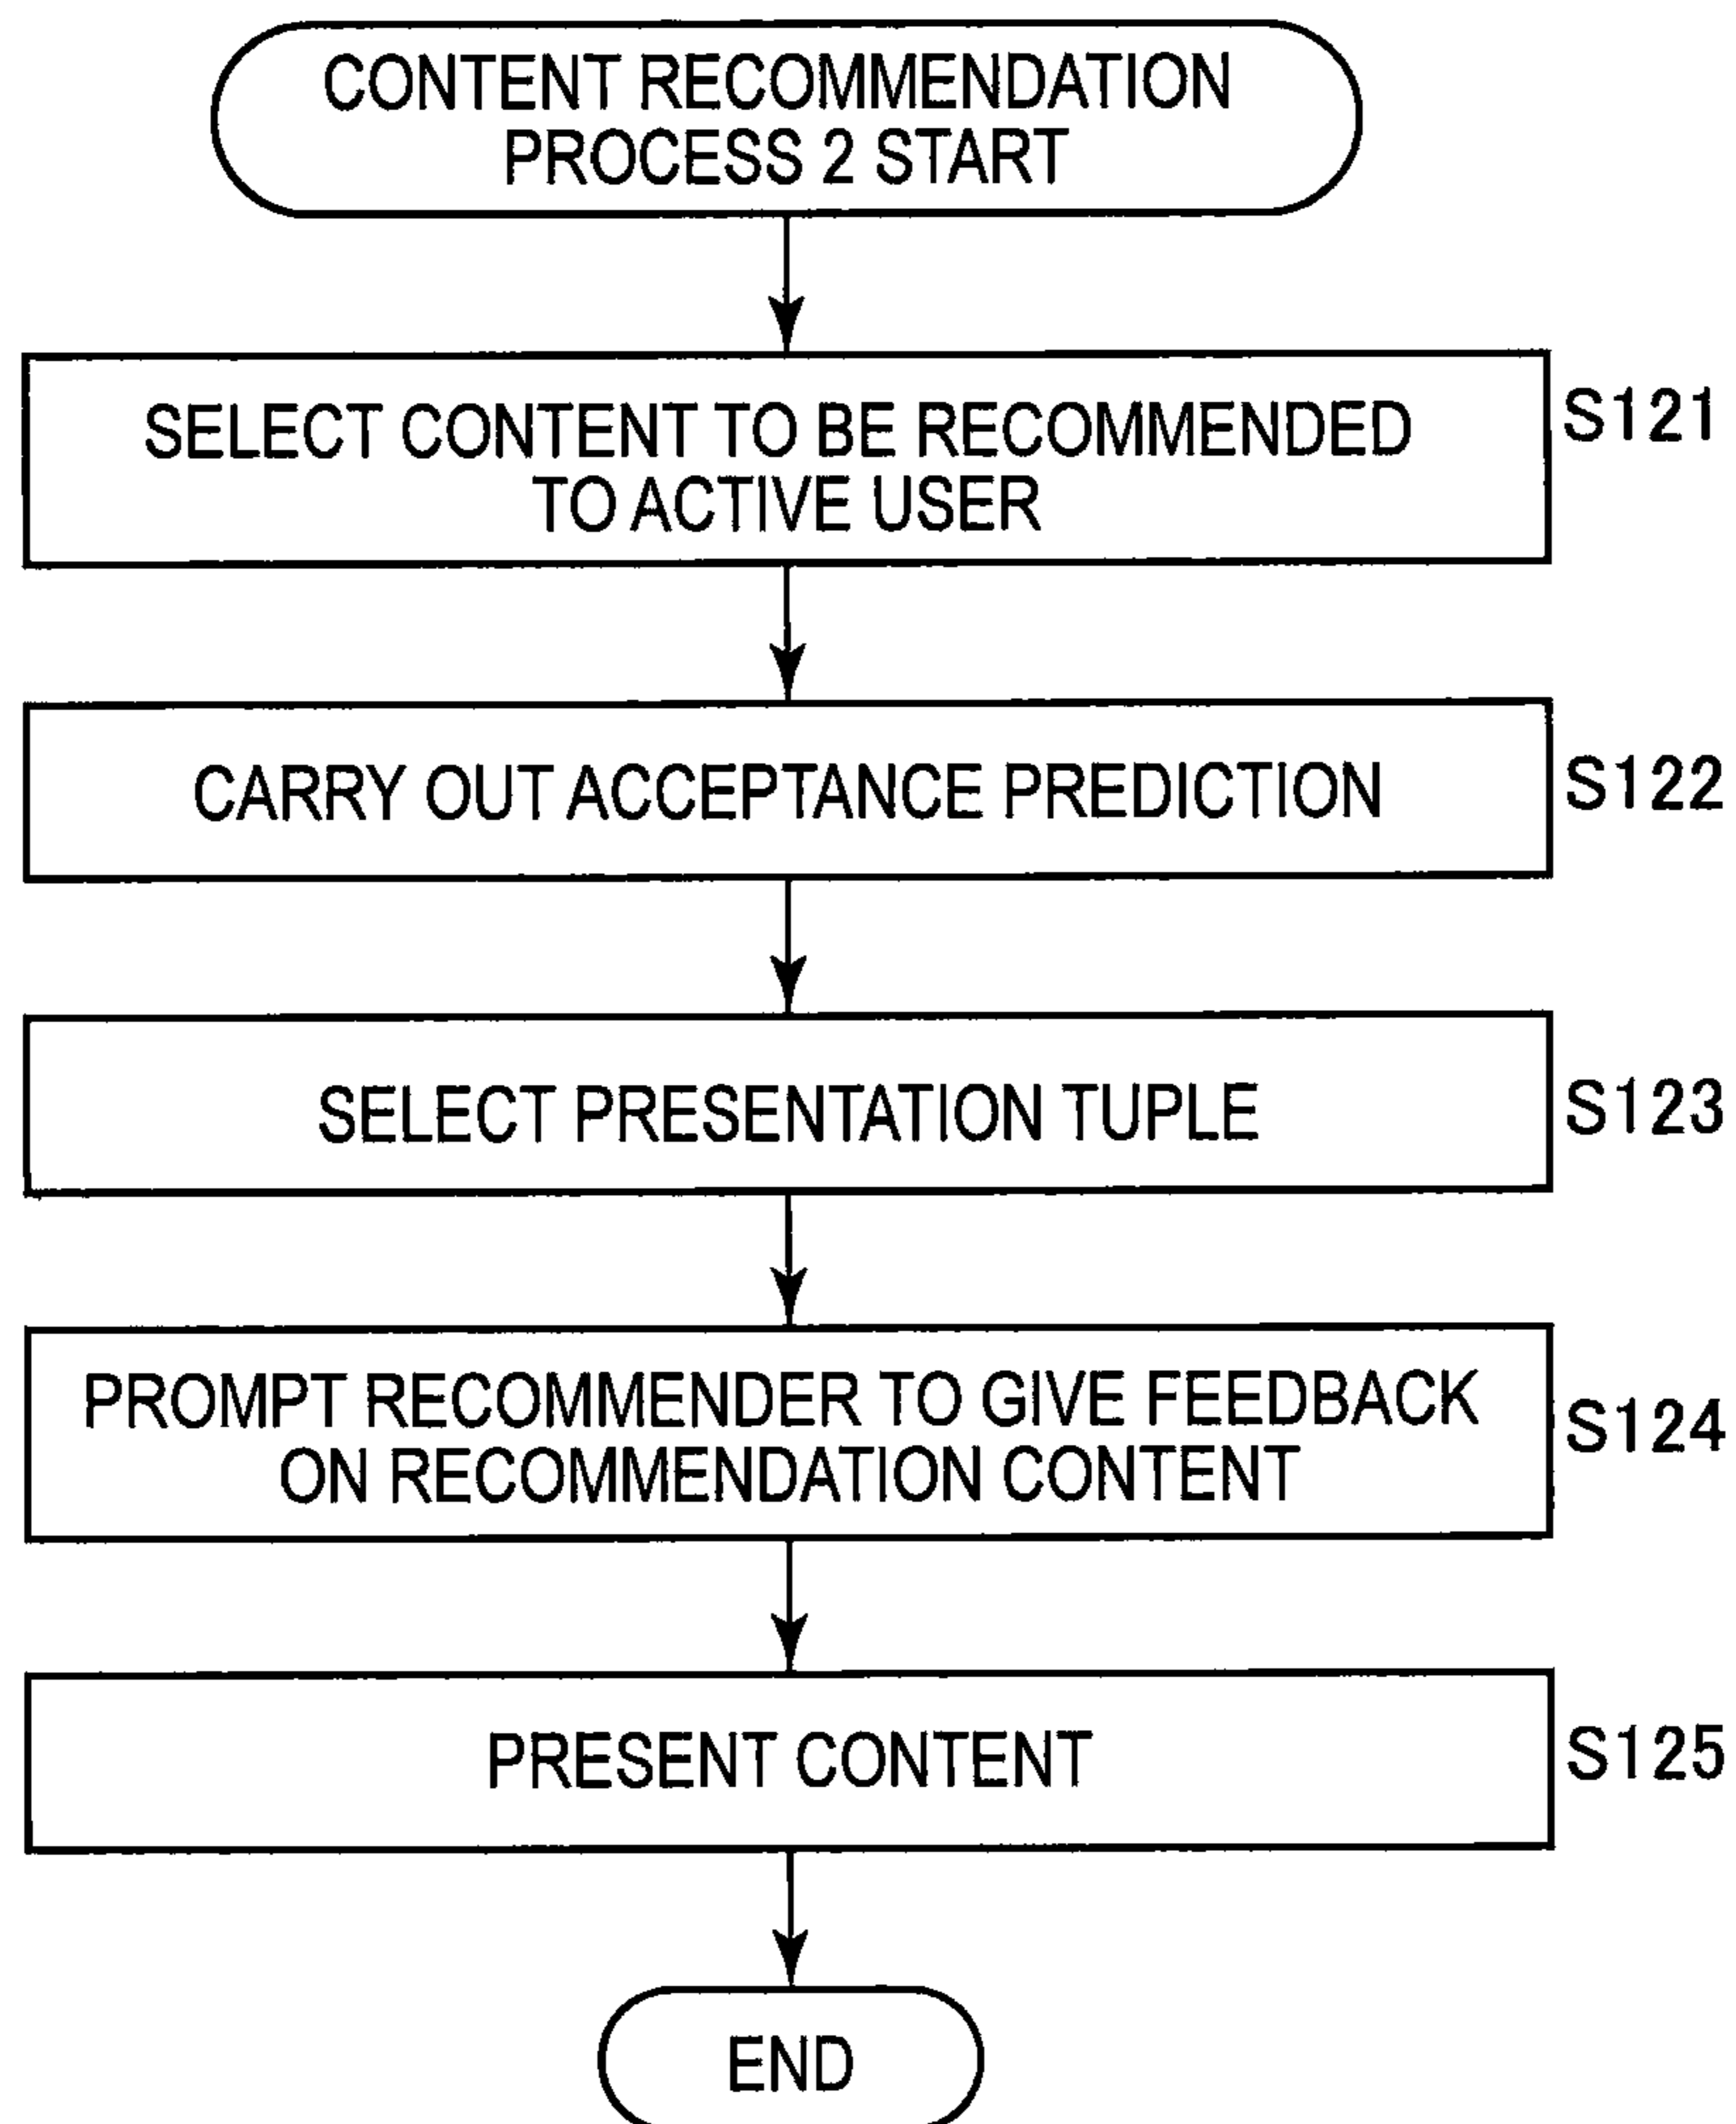 CONTENT RECOMMENDATION
PROCESS 2 START
SELECT CONTENT TO BE RECOMMENDED
TO ACTIVE USER
S121
CARRY OUT ACCEPTANCE PREDICTION
S122
SELECT PRESENTATION TUPLE
S123
PROMPT RECOMMENDER TO GIVE FEEDBACK
ON RECOMMENDATION CONTENT
S124
PRESENT CONTENT
S125
END